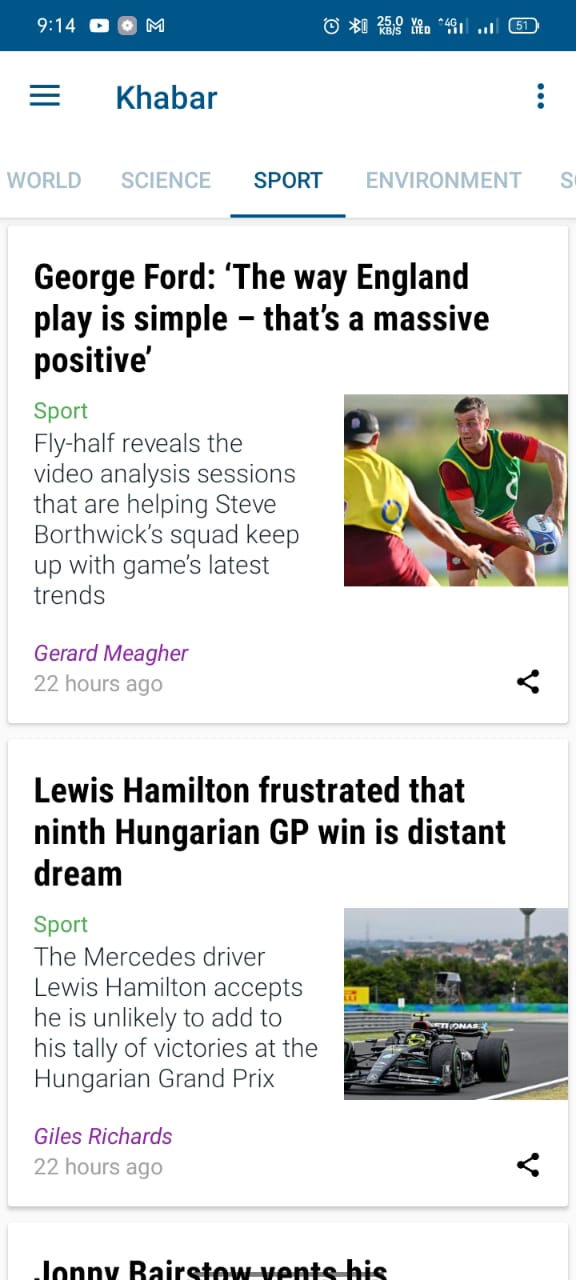 9:14 25.0 KB/S Vo LTED 4G 51
Khabar
WORLD SCIENCE SPORT ENVIRONMENT
George Ford: ‘The way England
play is simple – that’s a massive
positive’
Sport
Fly-half reveals the
video analysis sessions
that are helping Steve
Borthwick’s squad keep
up with game’s latest
trends
Gerard Meagher
22 hours ago
Lewis Hamilton frustrated that
ninth Hungarian GP win is distant
dream
Sport
The Mercedes driver
Lewis Hamilton accepts
he is unlikely to add to
his tally of victories at the
Hungarian Grand Prix
Giles Richards
22 hours ago
Jonny Bairstow vents his